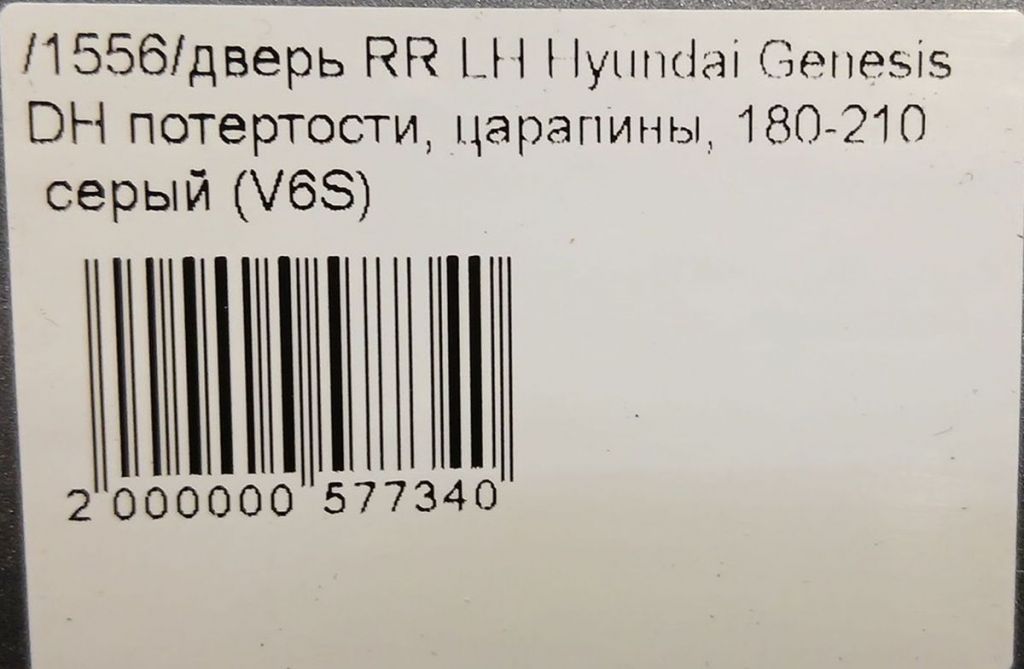 /1556/дверь RR LH Hyundai Genesis
DH потертости, царапины, 180-210
серый (V6S)
2 000000 577340